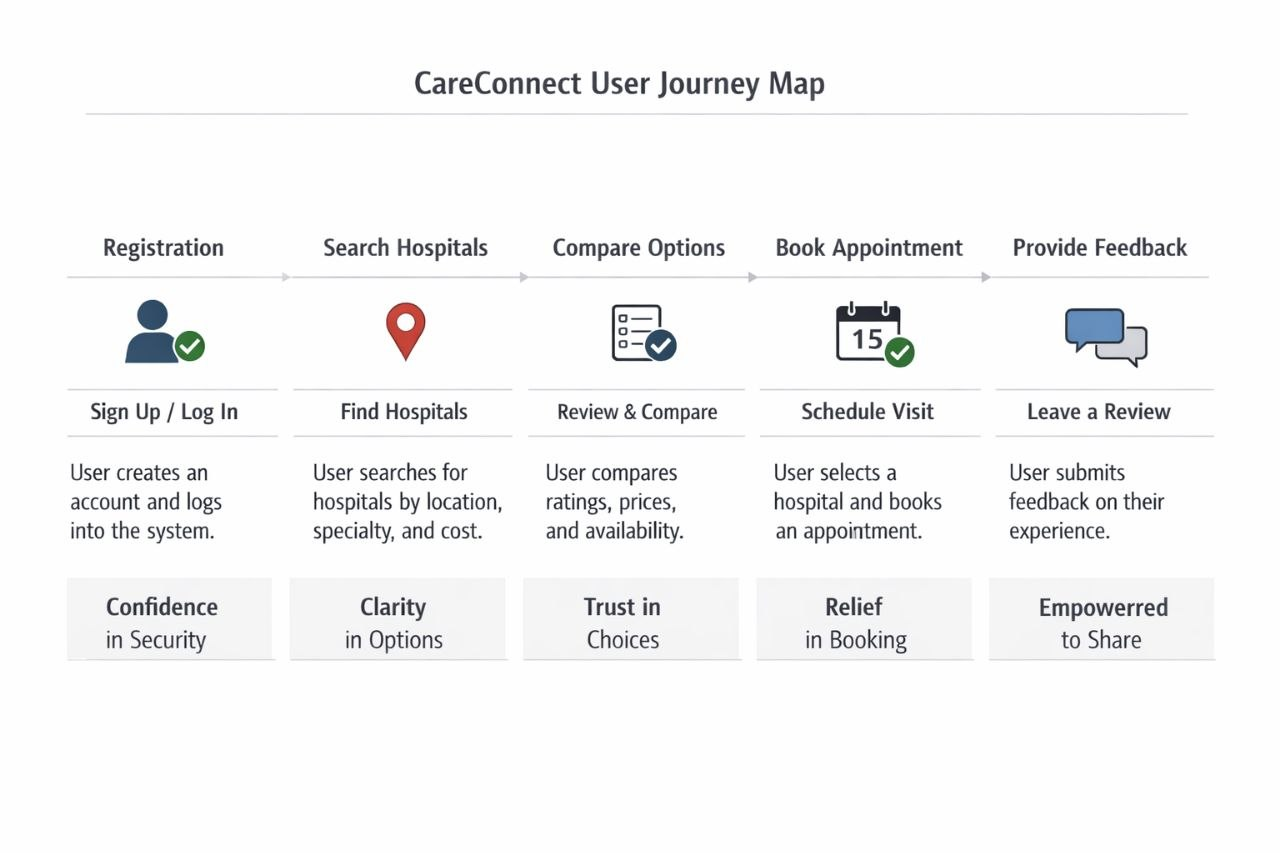 CareConnect User Journey Map
Registration
Search Hospitals
Compare Options
Book Appointment
Provide Feedback
15
Sign Up / Log In
Find Hospitals
Review & Compare
Schedule Visit
Leave a Review
User creates an
account and logs
into the system.
User searches for
hospitals by location,
specialty, and cost.
User compares
ratings, prices,
and availability.
User selects a
hospital and books
an appointment.
User submits
feedback on their
experience.
Confidence
in Security
Clarity
in Options
Trust in
Choices
Relief
in Booking
Empowerred
to Share